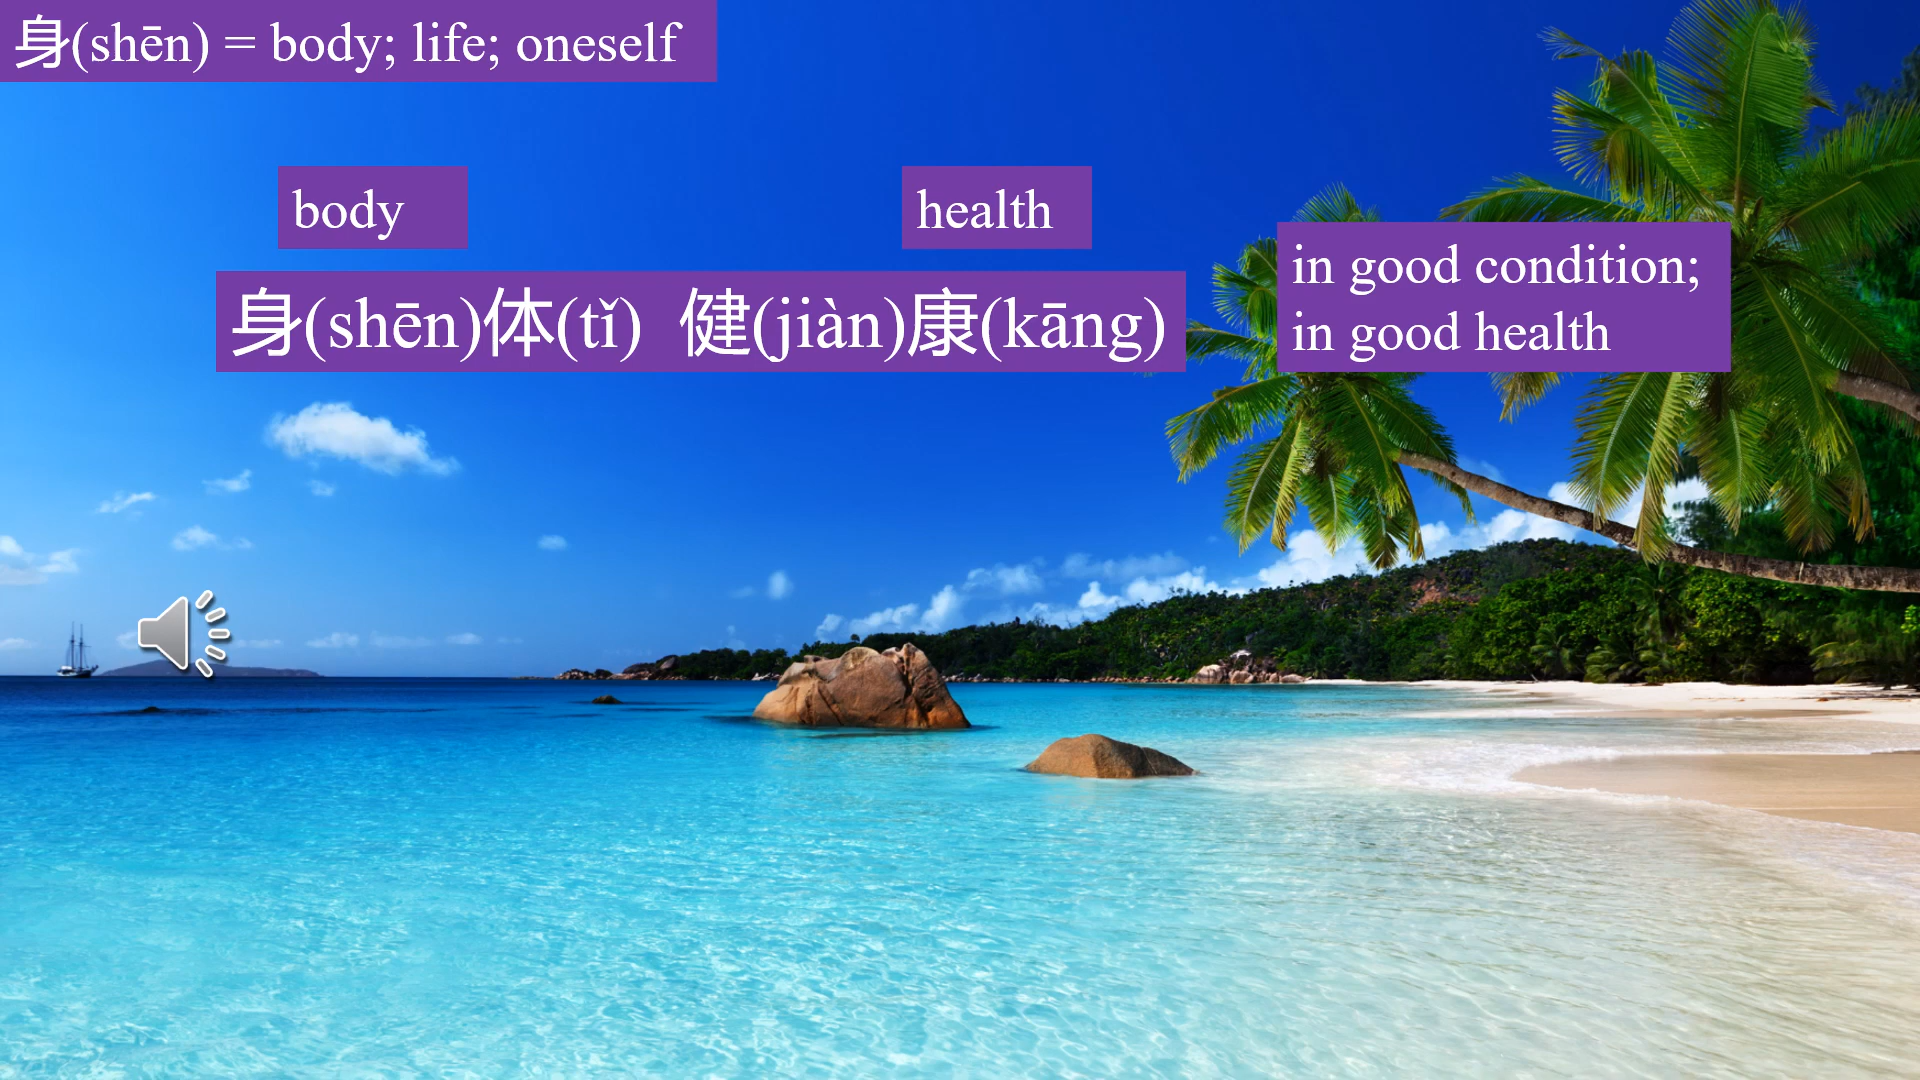 身(shēn) = body; life; oneself
body
health
身(shēn)体(tǐ) 健(jiàn)康(kāng)
in good condition;
in good health